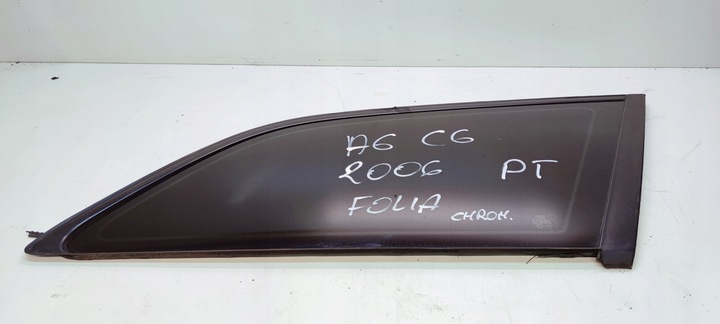 A6 C6
2006 PT
FOLIA CHROM.